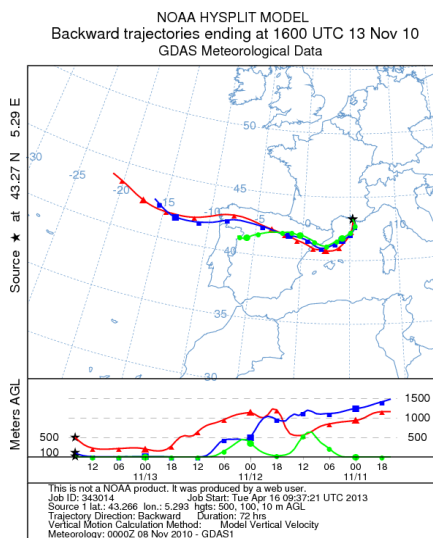 NOAA HYSPLIT MODEL
Backward trajectories ending at 1600 UTC 13 Nov 10
GDAS Meteorological Data
Source ★ at 43.27 N 5.29 E
-30
-25
-20
-15
50
45
-10
-5
0
5
10
40
-5
35
30
Meters AGL
1500
1000
500
500
100
12 06 00 18 12 06 00 18 12 06 00 18
11/13 11/12 11/11
This is not a NOAA product. It was produced by a web user.
Job ID: 343014 Job Start: Tue Apr 16 09:37:21 UTC 2013
Source 1 lat.: 43.266 lon.: 5.293 hgts: 500, 100, 10 m AGL
Trajectory Direction: Backward Duration: 72 hrs
Vertical Motion Calculation Method: Model Vertical Velocity
Meteorology: 0000Z 08 Nov 2010 - GDAS1